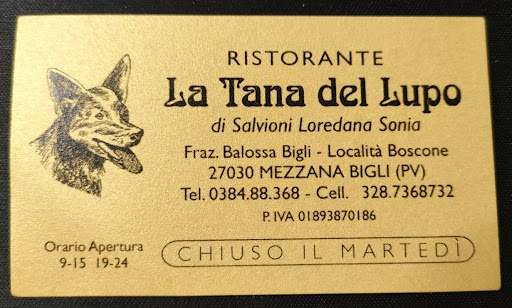 RISTORANTE
La Tana del Lupo
di Salvioni Loredana Sonia
Fraz. Balossa Bigli - Località Boscone
27030 MEZZANA BIGLI (PV)
Tel. 0384.88.368 - Cell. 328.7368732
P. IVA 01893870186
Orario Apertura
9-15 19-24
CHIUSO IL MARTEDÌ